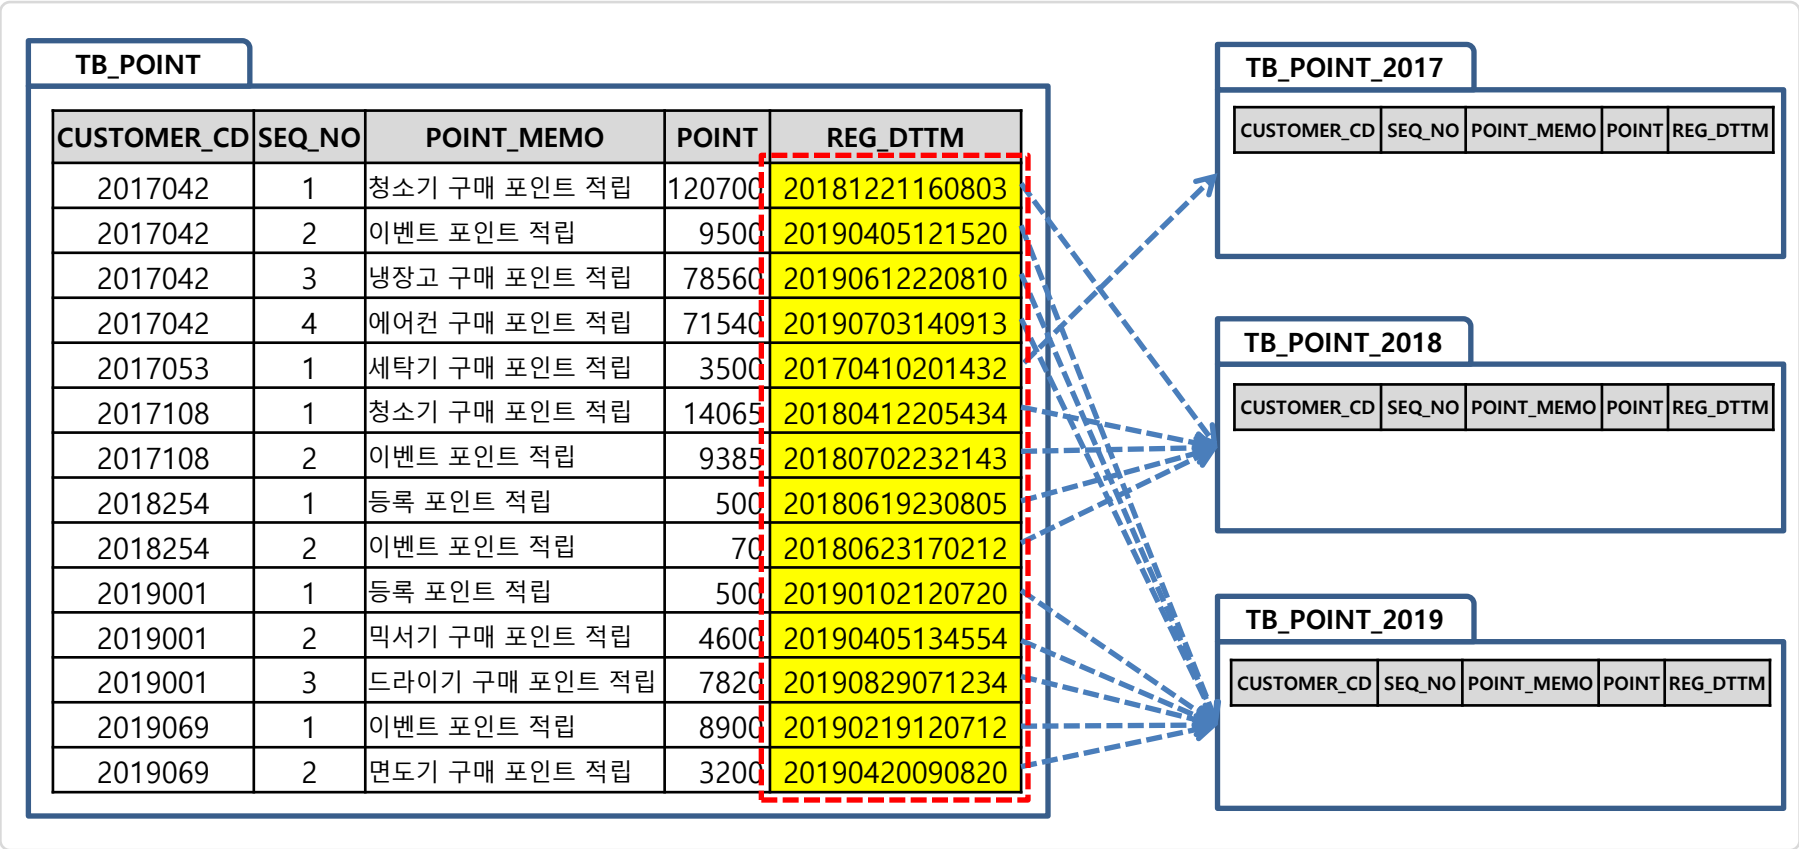 TB_POINT
CUSTOMER_CD SEQ_NO POINT_MEMO POINT REG_DTTM
2017042 1 청소기 구매 포인트 적립 120700 20181221160803
2017042 2 이벤트 포인트 적립 9500 20190405121520
2017042 3 냉장고 구매 포인트 적립 78560 20190612220810
2017042 4 에어컨 구매 포인트 적립 71540 20190703140913
2017053 1 세탁기 구매 포인트 적립 3500 20170410201432
2017108 1 청소기 구매 포인트 적립 14065 20180412205434
2017108 2 이벤트 포인트 적립 9385 20180702232143
2018254 1 등록 포인트 적립 500 20180619230805
2018254 2 이벤트 포인트 적립 70 20180623170212
2019001 1 등록 포인트 적립 500 20190102120720
2019001 2 믹서기 구매 포인트 적립 4600 20190405134554
2019001 3 드라이기 구매 포인트 적립 7820 20190829071234
2019069 1 이벤트 포인트 적립 8900 20190219120712
2019069 2 면도기 구매 포인트 적립 3200 20190420090820
TB_POINT_2017
CUSTOMER_CD SEQ_NO POINT_MEMO POINT REG_DTTM
TB_POINT_2018
CUSTOMER_CD SEQ_NO POINT_MEMO POINT REG_DTTM
TB_POINT_2019
CUSTOMER_CD SEQ_NO POINT_MEMO POINT REG_DTTM